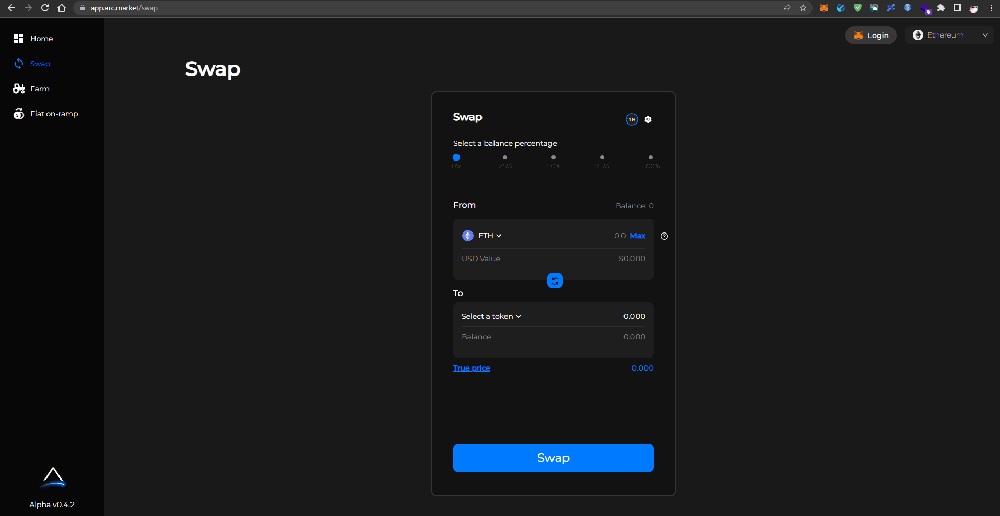 app.arc.market/swap
9
Home
Swap
Farm
Fiat on-ramp
Login
Ethereum
Swap
Swap
10
Select a balance percentage
0% 25% 50% 75% 100%
From
Balance: 0
ETH
0.0 Max
USD Value
$0.000
To
Select a token
0.000
Balance
0.000
True price
0.000
Swap
Alpha v0.4.2